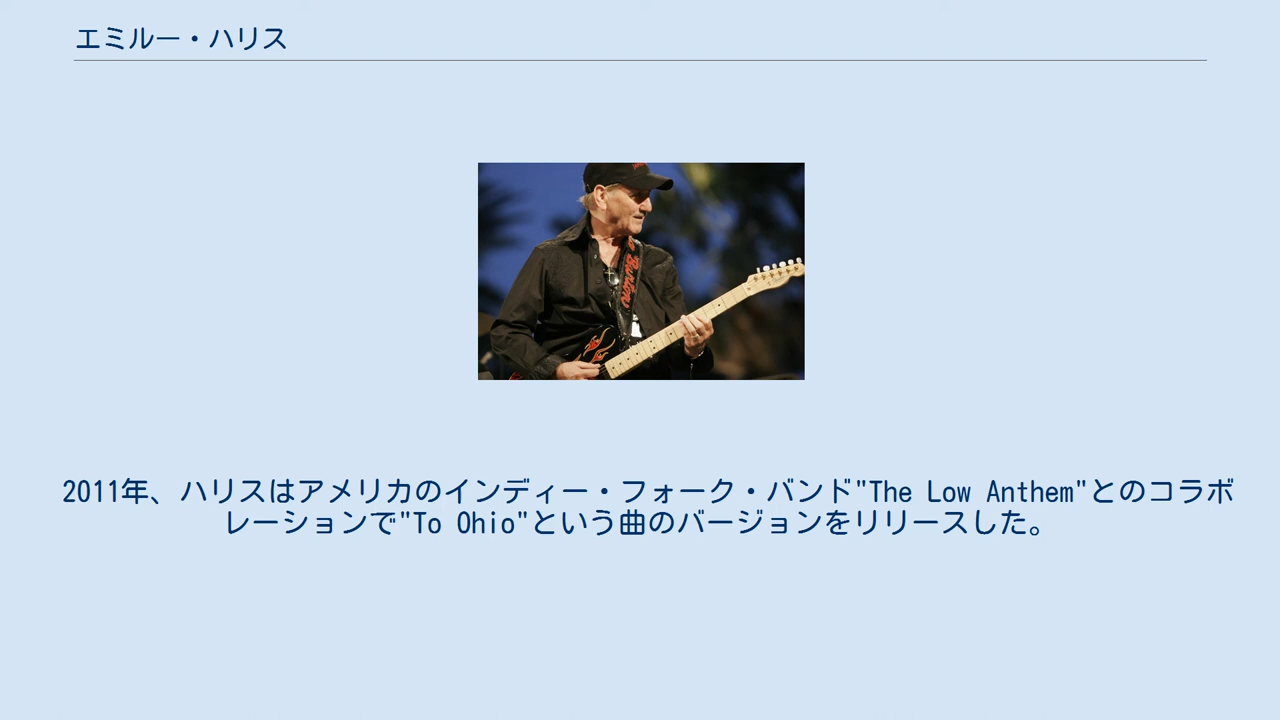 エミルー・ハリス
2011年、ハリスはアメリカのインディー・フォーク・バンド"The Low Anthem"とのコラボ
レーションで"To Ohio"という曲のバージョンをリリースした。